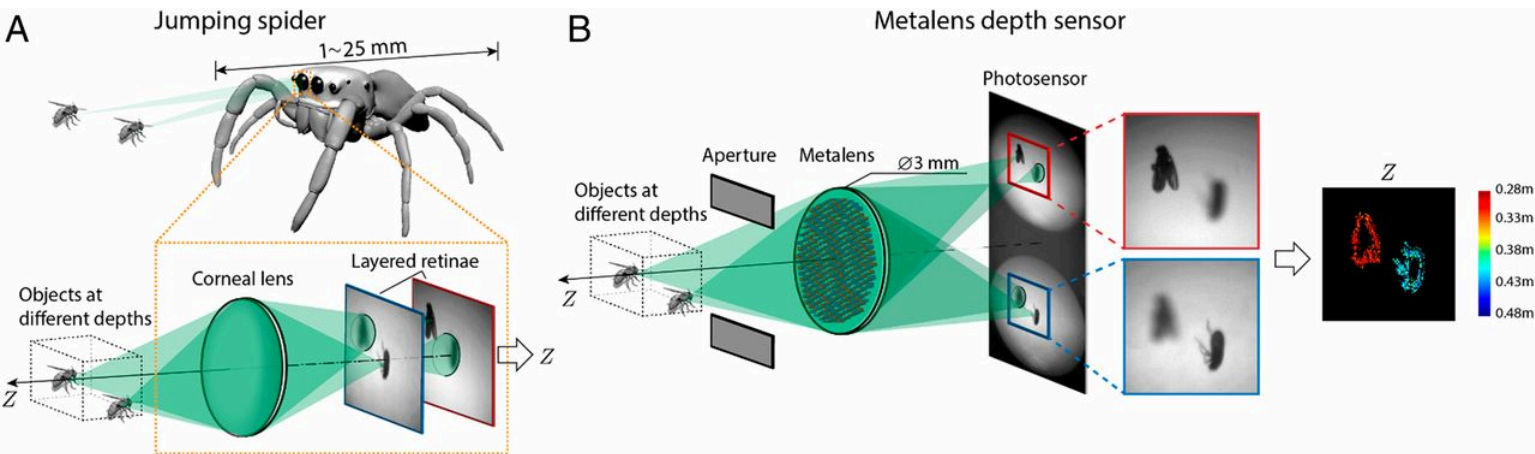 A
Jumping spider
1~25 mm
Corneal lens
Layered retinae
Objects at
different depths
Z
Z
B
Metalens depth sensor
Photosensor
Aperture
Metalens
∅3 mm
Objects at
different depths
Z
Z
0.28m
0.33m
0.38m
0.43m
0.48m